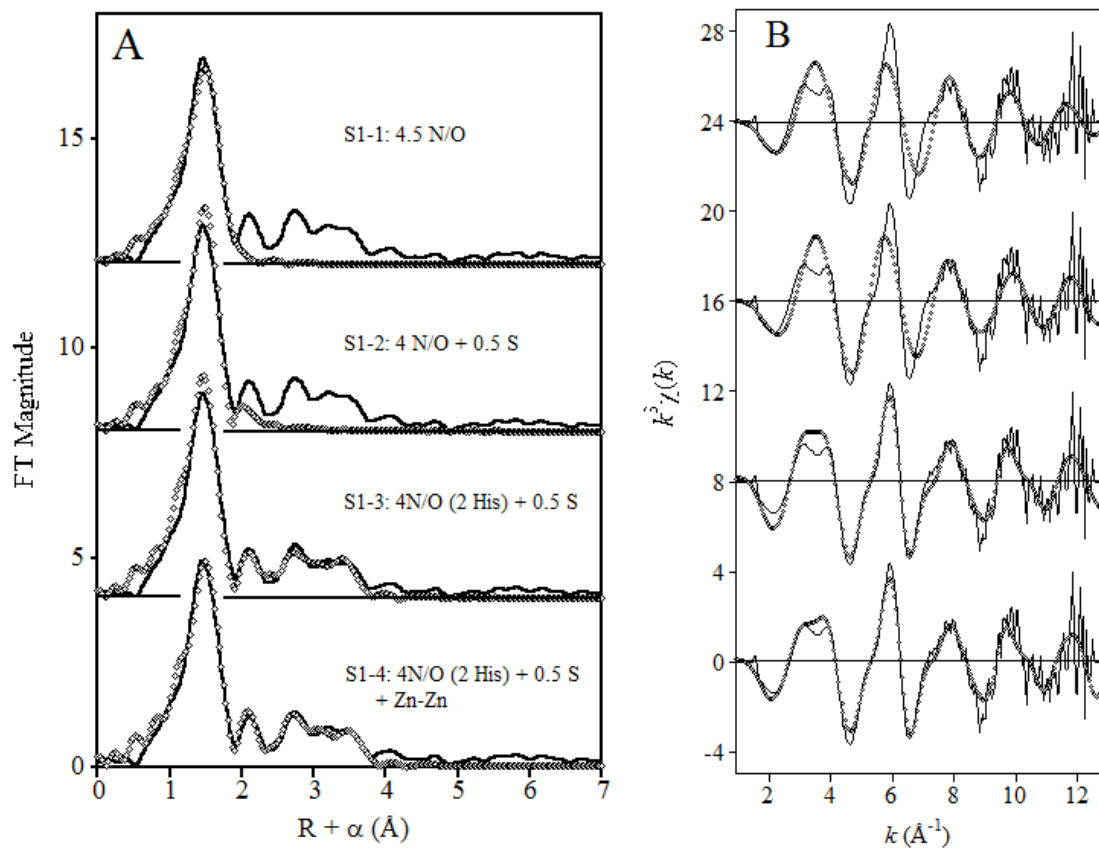 A
15
S1-1: 4.5 N/O
10
S1-2: 4 N/O + 0.5 S
FT Magnitude
S1-3: 4N/O (2 His) + 0.5 S
5
S1-4: 4N/O (2 His) + 0.5 S
+ Zn-Zn
0
0 1 2 3 4 5 6 7
R + α (Å)
B
28
24
20
16
12
8
4
0
-4
k³χ(k)
2 4 6 8 10 12
k (Å⁻¹)